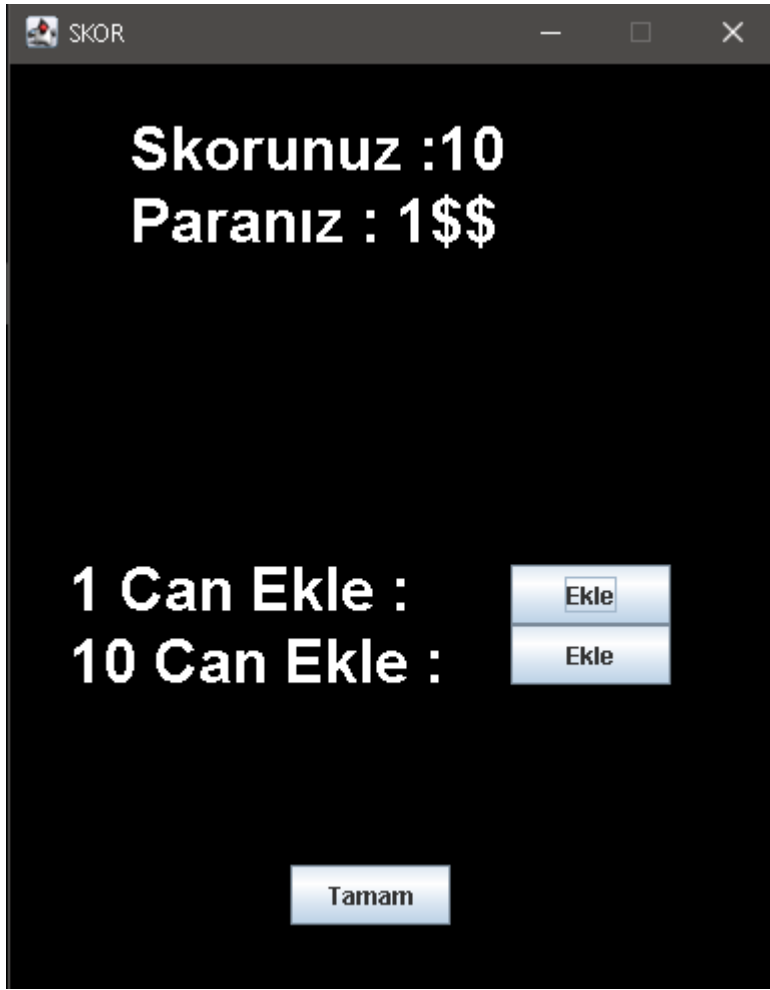 SKOR
Skorunuz :10
Paranız : 1$$
1 Can Ekle :
Ekle
10 Can Ekle :
Ekle
Tamam